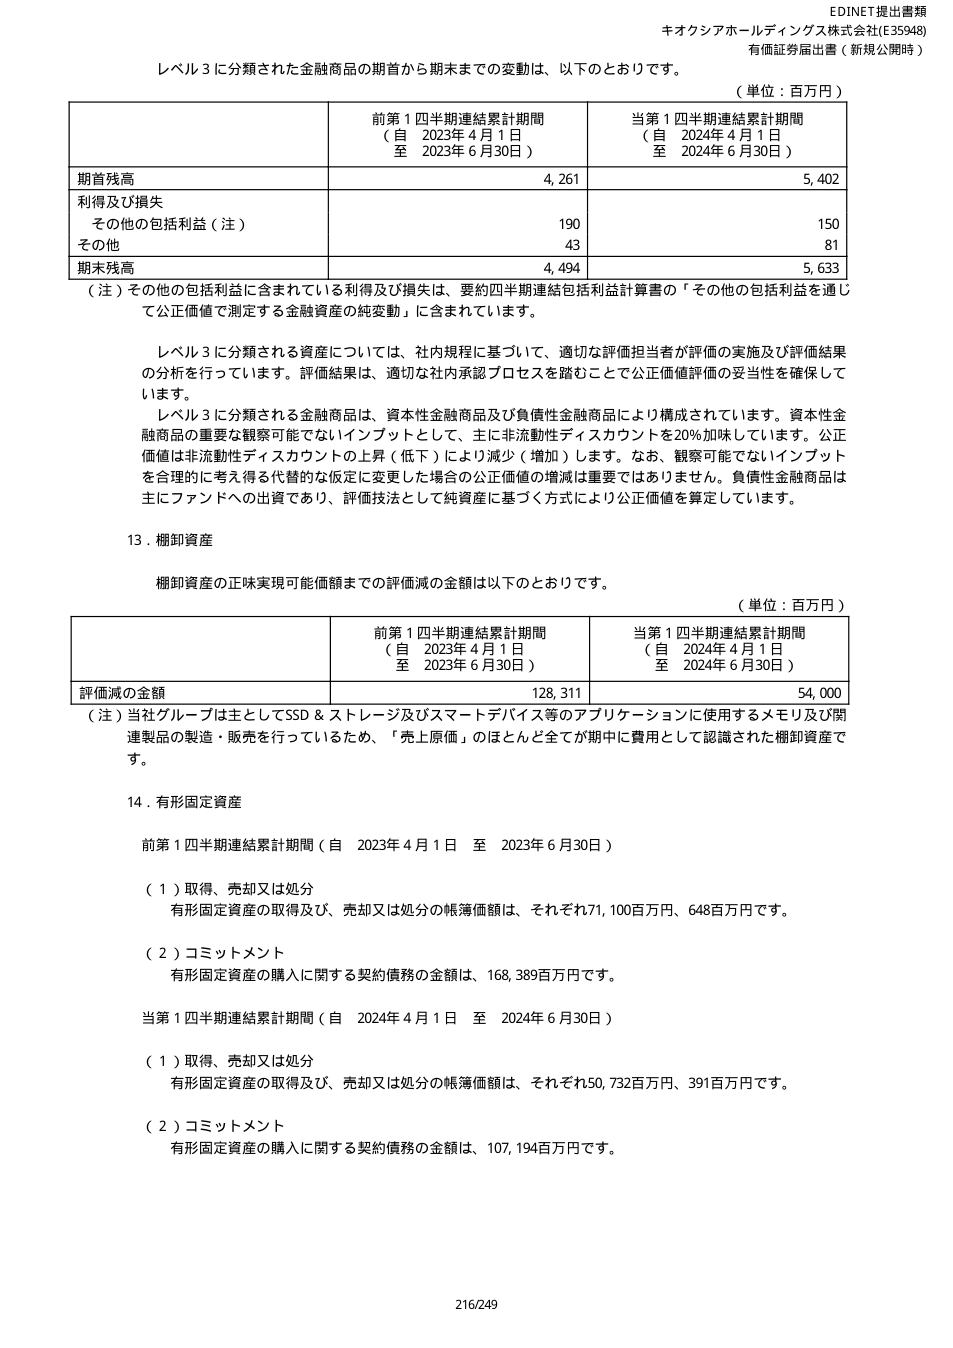 EDINET提出書類
キオクシアホールディングス株式会社(E35948)
有価証券届出書（新規公開時）
レベル３に分類された金融商品の期首から期末までの変動は、以下のとおりです。
（単位：百万円）
前第１四半期連結累計期間
（自　2023年４月１日
至　2023年６月30日）
当第１四半期連結累計期間
（自　2024年４月１日
至　2024年６月30日）
期首残高 4,261 5,402
利得及び損失
その他の包括利益（注） 190 150
その他 43 81
期末残高 4,494 5,633
（注）その他の包括利益に含まれている利得及び損失は、要約四半期連結包括利益計算書の「その他の包括利益を通じ
て公正価値で測定する金融資産の純変動」に含まれています。
レベル３に分類される資産については、社内規程に基づいて、適切な評価担当者が評価の実施及び評価結果
の分析を行っています。評価結果は、適切な社内承認プロセスを踏むことで公正価値評価の妥当性を確保して
います。
レベル３に分類される金融商品は、資本性金融商品及び負債性金融商品により構成されています。資本性金
融商品の重要な観察可能でないインプットとして、主に非流動性ディスカウントを20%加味しています。公正
価値は非流動性ディスカウントの上昇（低下）により減少（増加）します。なお、観察可能でないインプット
を合理的に考え得る代替的な仮定に変更した場合の公正価値の増減は重要ではありません。負債性金融商品は
主にファンドへの出資であり、評価技法として純資産に基づく方式により公正価値を算定しています。
13．棚卸資産
棚卸資産の正味実現可能価額までの評価減の金額は以下のとおりです。
（単位：百万円）
前第１四半期連結累計期間
（自　2023年４月１日
至　2023年６月30日）
当第１四半期連結累計期間
（自　2024年４月１日
至　2024年６月30日）
評価減の金額 128,311 54,000
（注）当社グループは主としてSSD & ストレージ及びスマートデバイス等のアプリケーションに使用するメモリ及び関
連製品の製造・販売を行っているため、「売上原価」のほとんど全てが期中に費用として認識された棚卸資産で
す。
14．有形固定資産
前第１四半期連結累計期間（自　2023年４月１日　至　2023年６月30日）
（１）取得、売却又は処分
有形固定資産の取得及び、売却又は処分の帳簿価額は、それぞれ71,100百万円、648百万円です。
（２）コミットメント
有形固定資産の購入に関する契約債務の金額は、168,389百万円です。
当第１四半期連結累計期間（自　2024年４月１日　至　2024年６月30日）
（１）取得、売却又は処分
有形固定資産の取得及び、売却又は処分の帳簿価額は、それぞれ50,732百万円、391百万円です。
（２）コミットメント
有形固定資産の購入に関する契約債務の金額は、107,194百万円です。
216/249